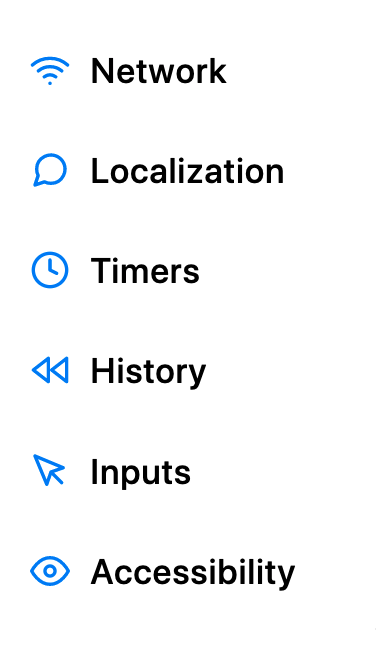 Network
Localization
Timers
History
Inputs
Accessibility